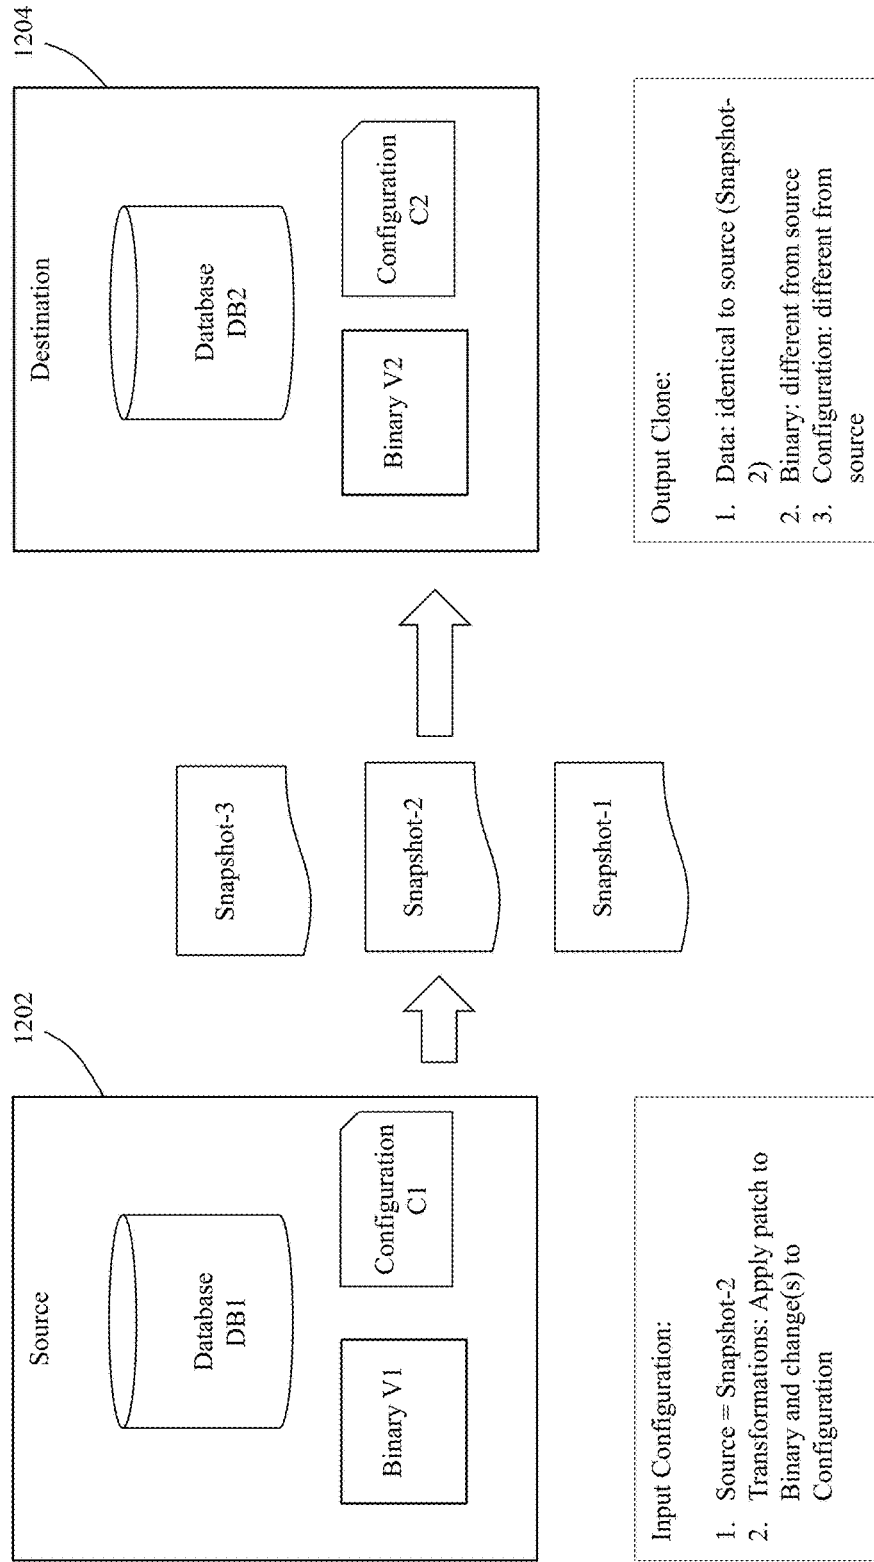 1202
Source
Database
DB1
Binary V1
Configuration
C1
Input Configuration:
1. Source = Snapshot-2
2. Transformations: Apply patch to
Binary and change(s) to
Configuration
Snapshot-3
Snapshot-2
Snapshot-1
1204
Destination
Database
DB2
Binary V2
Configuration
C2
Output Clone:
1. Data: identical to source (Snapshot-
2)
2. Binary: different from source
3. Configuration: different from
source